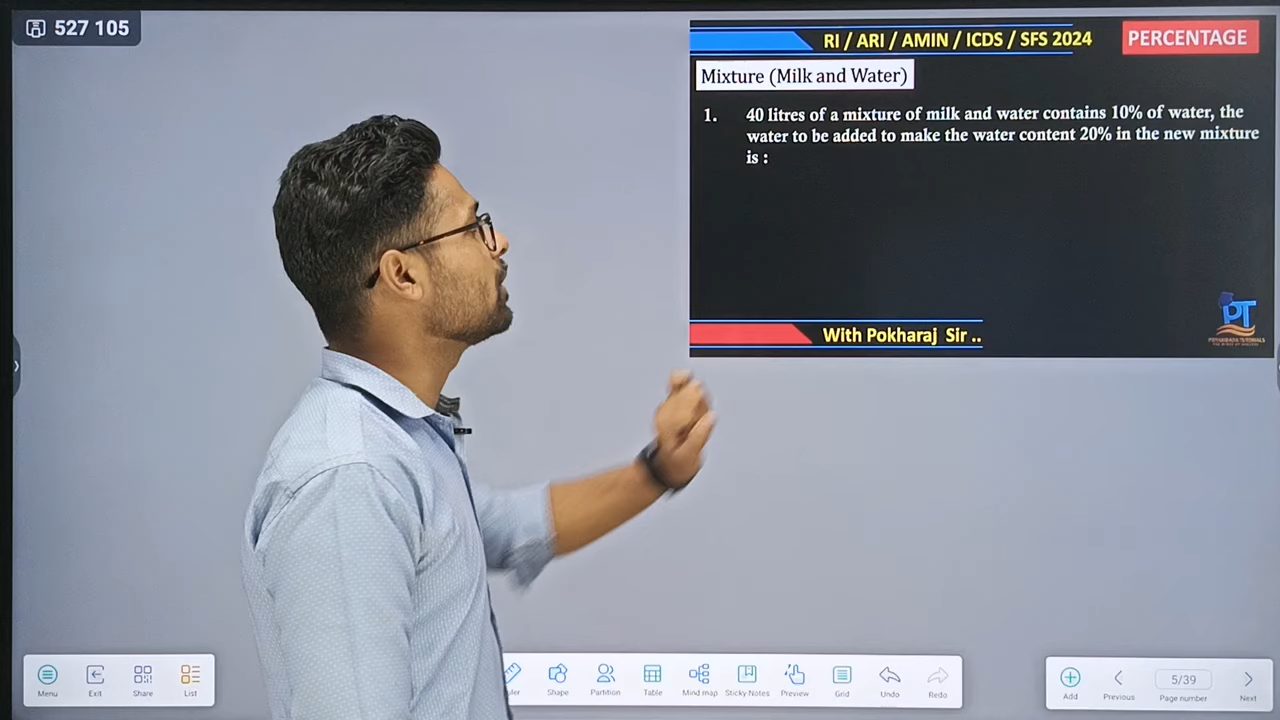 527 105
RI / ARI / AMIN / ICDS / SFS 2024
PERCENTAGE
Mixture (Milk and Water)
1. 40 litres of a mixture of milk and water contains 10% of water, the
water to be added to make the water content 20% in the new mixture
is :
PT
With Pokharaj Sir ..
Menu Exit Share List
Shape Partition Table Mind map Sticky-Notes Preview Grid Undo Redo
Add Previous 5/39 Page number Next